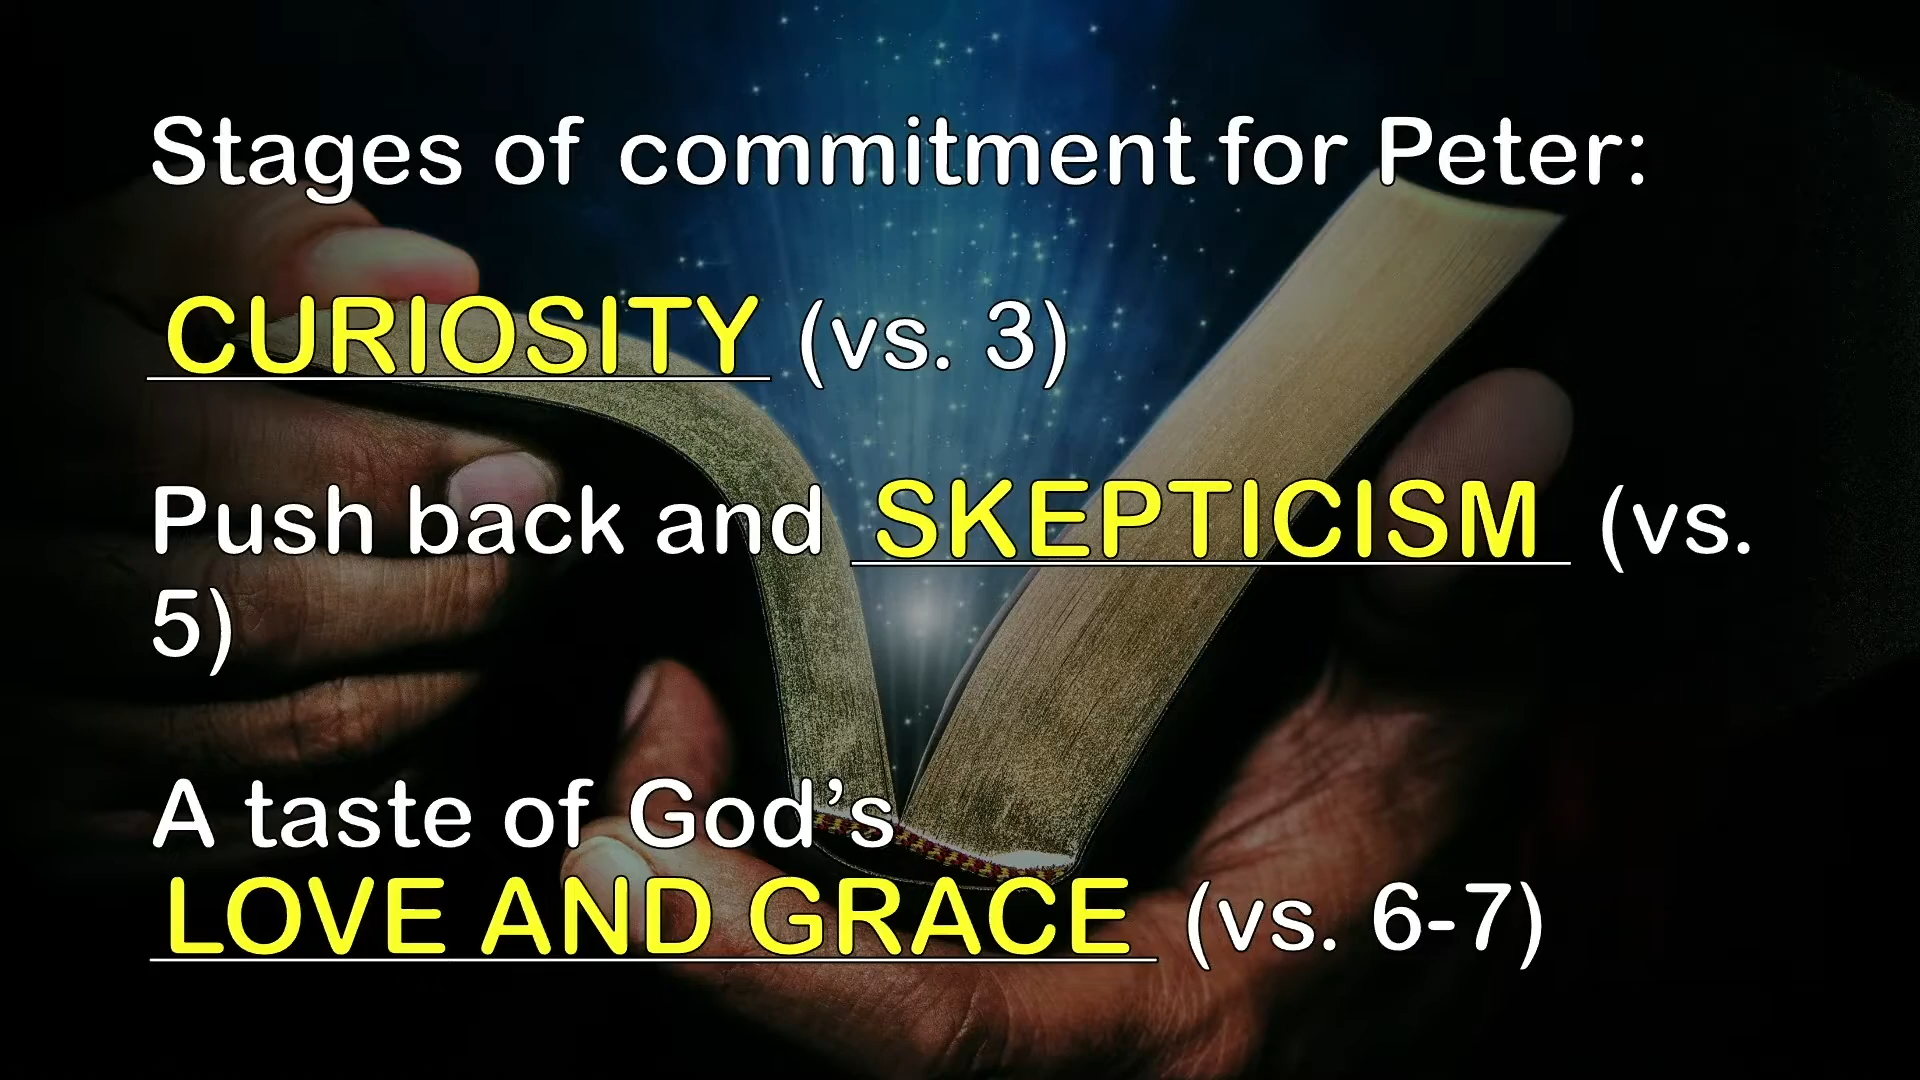 Stages of commitment for Peter:
CURIOSITY (vs. 3)
Push back and SKEPTICISM (vs.
5)
A taste of God’s
LOVE AND GRACE (vs. 6-7)